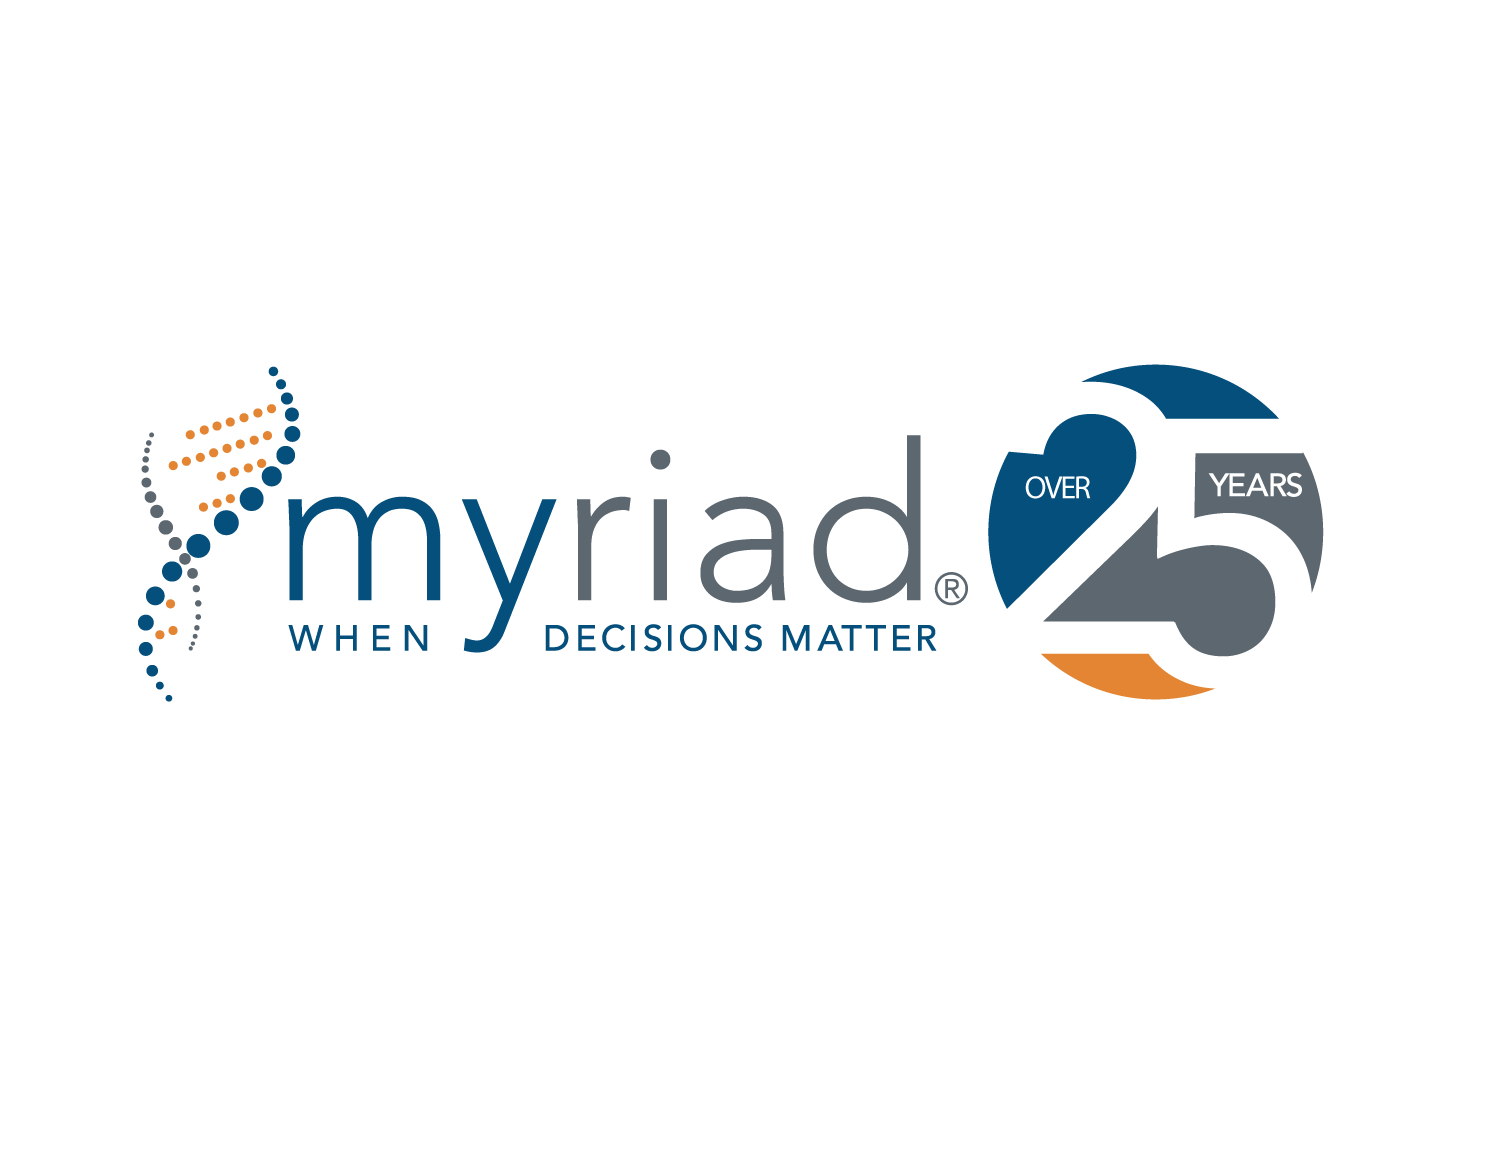 myriad®
WHEN DECISIONS MATTER
OVER 25 YEARS